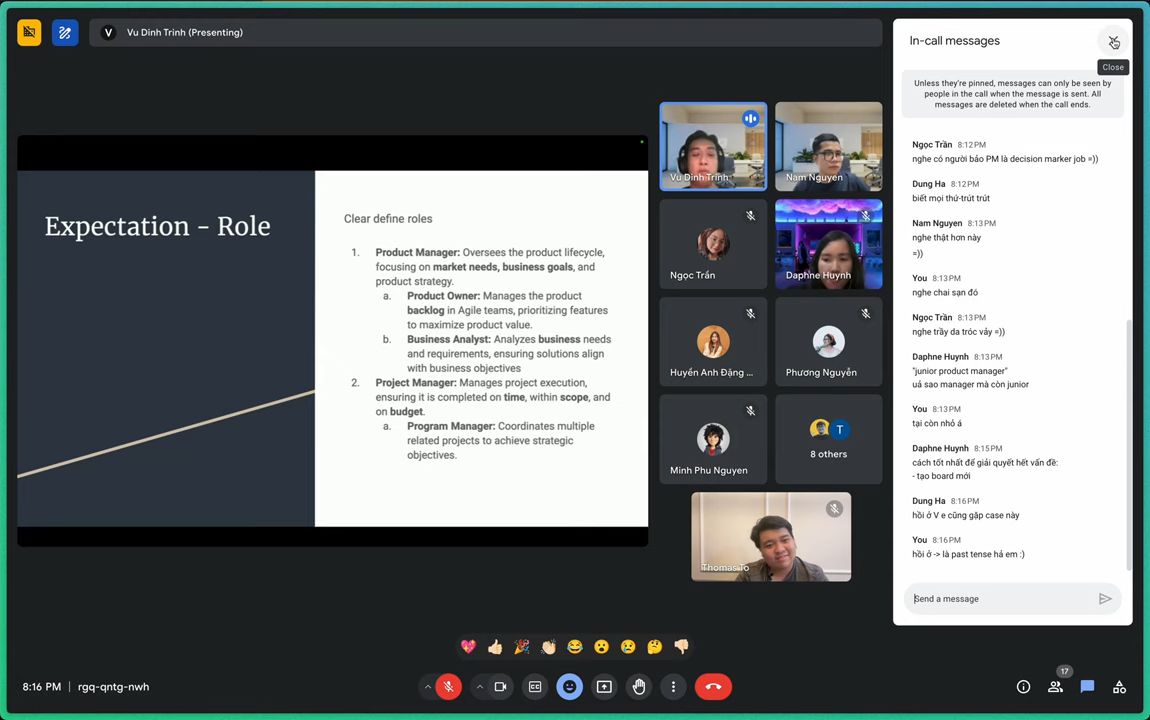 V Vu Dinh Trinh (Presenting)
Expectation - Role
Clear define roles
1. Product Manager: Oversees the product lifecycle,
focusing on market needs, business goals, and
product strategy.
a. Product Owner: Manages the product
backlog in Agile teams, prioritizing features
to maximize product value.
b. Business Analyst: Analyzes business needs
and requirements, ensuring solutions align
with business objectives
2. Project Manager: Manages project execution,
ensuring it is completed on time, within scope, and
on budget.
a. Program Manager: Coordinates multiple
related projects to achieve strategic
objectives.
Vu Dinh Trinh
Nam Nguyen
Ngọc Trần
Daphne Huynh
Huyền Anh Đặng ...
Phương Nguyễn
Minh Phu Nguyen
T
8 others
Thomas To
In-call messages
Close
Unless they're pinned, messages can only be seen by
people in the call when the message is sent. All
messages are deleted when the call ends.
Ngọc Trần 8:12 PM
nghe có người bảo PM là decision marker job =))
Dung Ha 8:12 PM
biết mọi thứ-trút trút
Nam Nguyen 8:13 PM
nghe thật hơn này
=))
You 8:13 PM
nghe chai sạn đó
Ngọc Trần 8:13 PM
nghe trầy da tróc vảy =))
Daphne Huynh 8:13 PM
"junior product manager"
uả sao manager mà còn junior
You 8:13 PM
tại còn nhỏ á
Daphne Huynh 8:15 PM
cách tốt nhất để giải quyết hết vấn đề:
- tạo board mới
Dung Ha 8:16 PM
hồi ở V e cũng gặp case này
You 8:16 PM
hồi ở -> là past tense hả em :)
Send a message
8:16 PM | rgq-qntg-nwh
CC
17